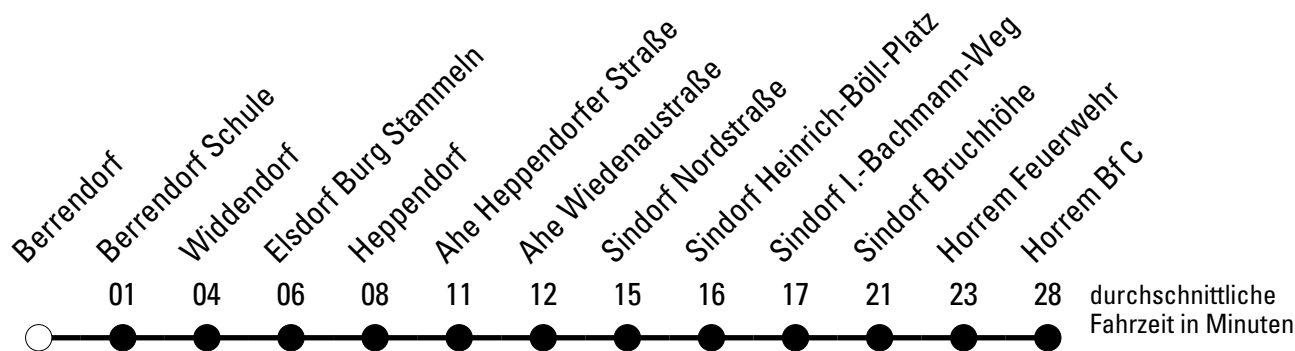 Berrendorf
Berrendorf Schule
Widdendorf
Elsdorf Burg Stammeln
Heppendorf
Ahe Heppendorfer Straße
Ahe Wiedenaustraße
Sindorf Nordstraße
Sindorf Heinrich-Böll-Platz
Sindorf I.-Bachmann-Weg
Sindorf Bruchhöhe
Horrem Feuerwehr
Horrem Bf C
01 04 06 08 11 12 15 16 17 21 23 28
durchschnittliche
Fahrzeit in Minuten